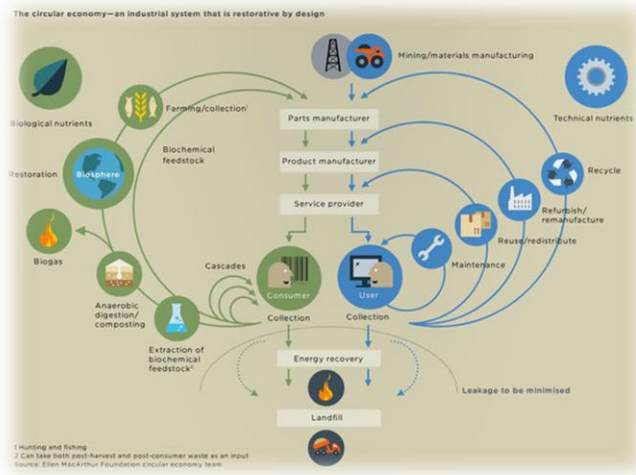 The circular economy—an industrial system that is restorative by design
Mining/materials manufacturing
Farming/collection¹
Parts manufacturer
Biological nutrients
Technical nutrients
Biochemical
feedstock
Product manufacturer
Restoration
Biosphere
Recycle
Service provider
Refurbish/
remanufacture
Reuse/redistribute
Biogas
Cascades
Maintenance
Consumer
User
Anaerobic
digestion/
composting
Collection
Collection
Extraction of
biochemical
feedstock²
Energy recovery
Leakage to be minimised
Landfill
1 Hunting and fishing
2 Can take both post-harvest and post-consumer waste as an input
Source: Ellen MacArthur Foundation circular economy team